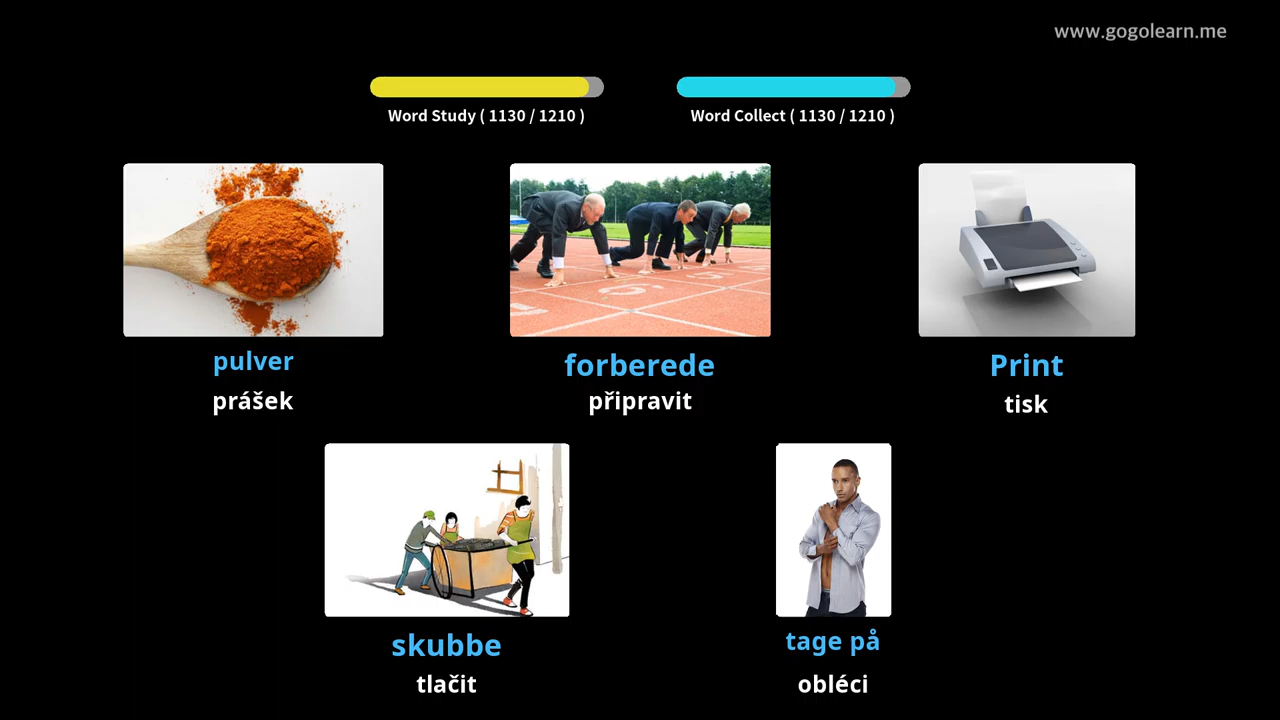 www.gogolearn.me
Word Study ( 1130 / 1210 )
Word Collect ( 1130 / 1210 )
pulver
prášek
forberede
připravit
Print
tisk
skubbe
tlačit
tage på
obléci